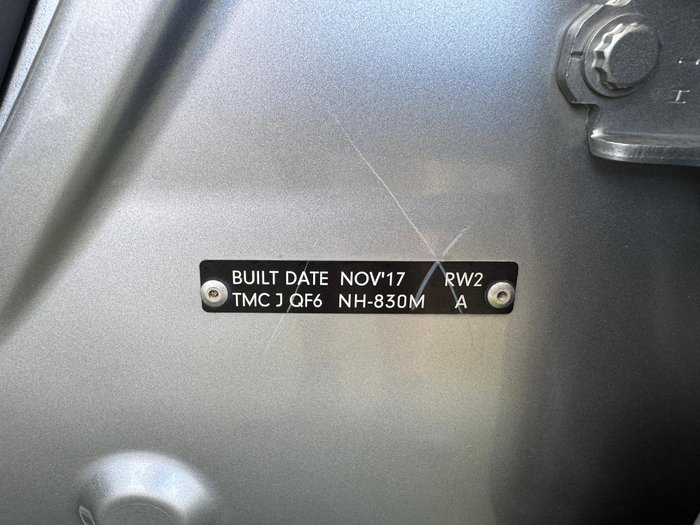 BUILT DATE NOV'17 RW2
TMC J QF6 NH-830M A